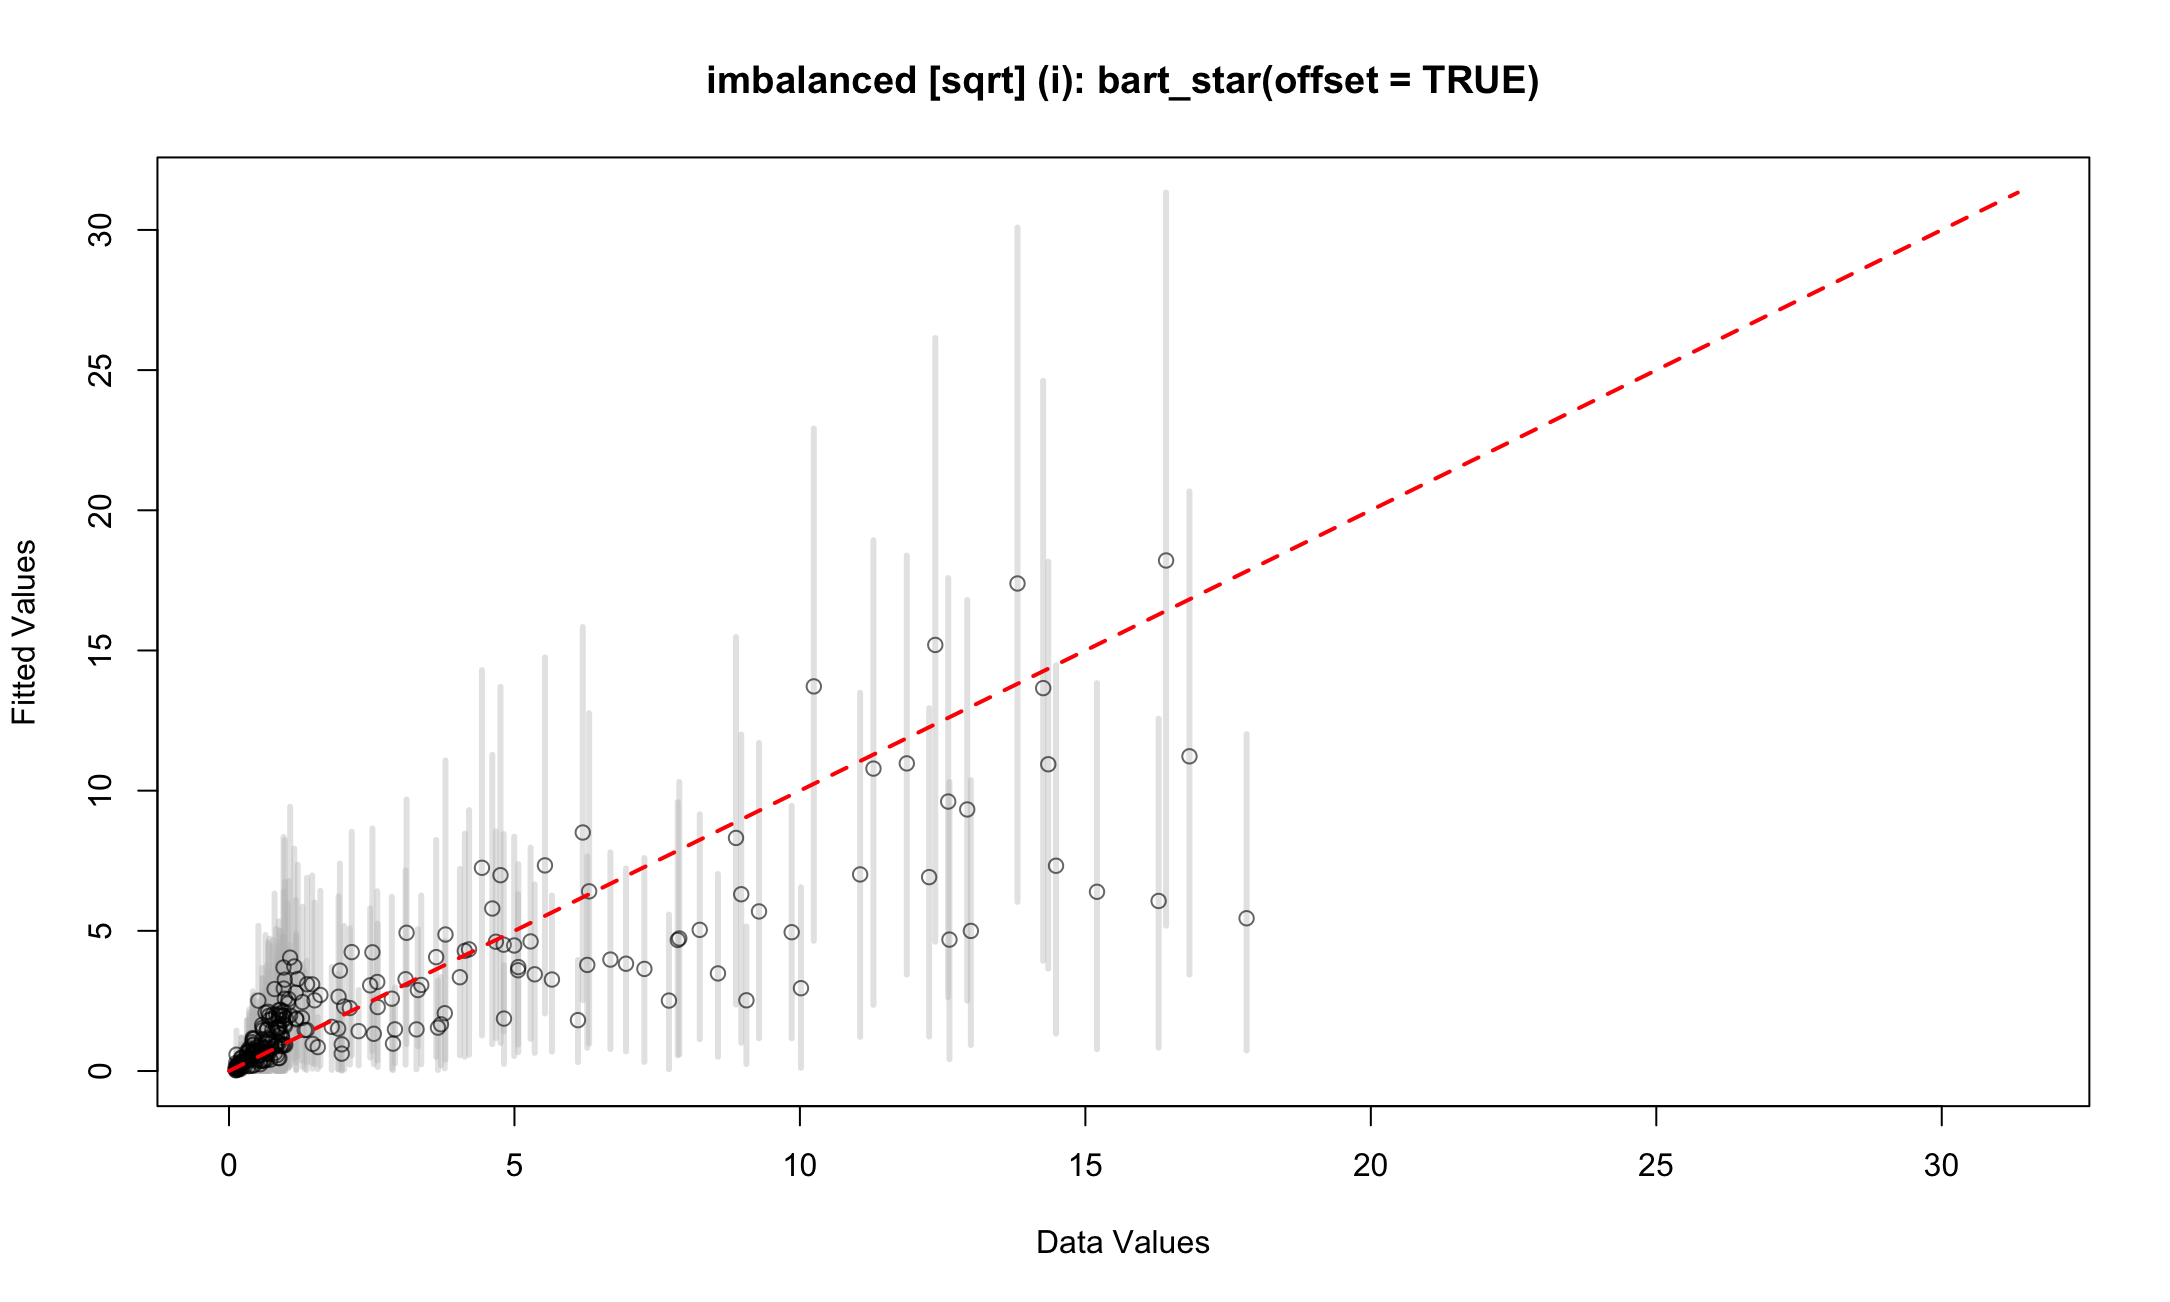 imbalanced [sqrt] (i): bart_star(offset = TRUE)
30
25
20
15
10
5
0
Fitted Values
0 5 10 15 20 25 30
Data Values